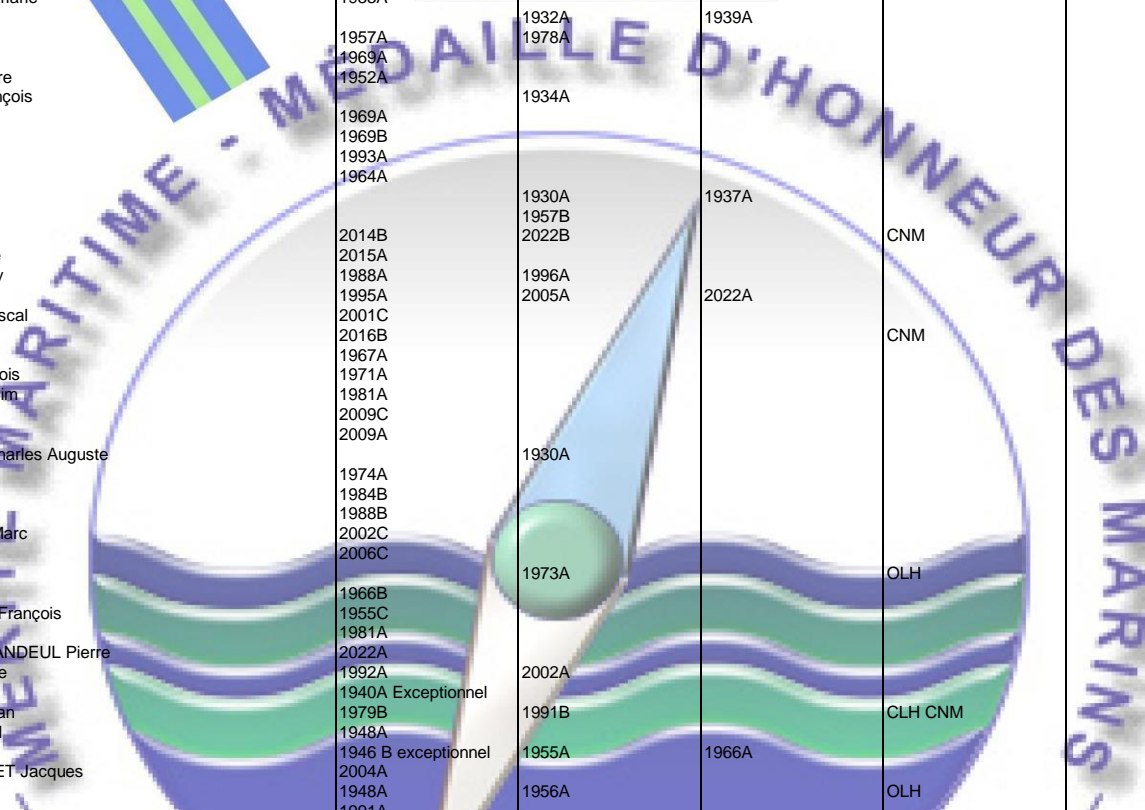 1932A 1939A
1957A 1978A
1969A
re 1952A
nçois 1934A
1969A
1969B
1993A
1964A
1930A 1937A
1957B
2014B 2022B CNM
2015A
1988A 1996A
1995A 2005A 2022A
scal 2001C
2016B CNM
1967A
ois 1971A
im 1981A
2009C
2009A
harles Auguste 1930A
1974A
1984B
1988B
Marc 2002C
2006C
1973A OLH
1966B
François 1955C
1981A
ANDEUL Pierre 2022A
e 1992A 2002A
1940A Exceptionnel
an 1979B 1991B CLH CNM
1948A
1946 B exceptionnel 1955A 1966A
ET Jacques 2004A
1948A 1956A OLH
1991A
MARITIME - MÉDAILLE D'HONNEUR DES MARINS -